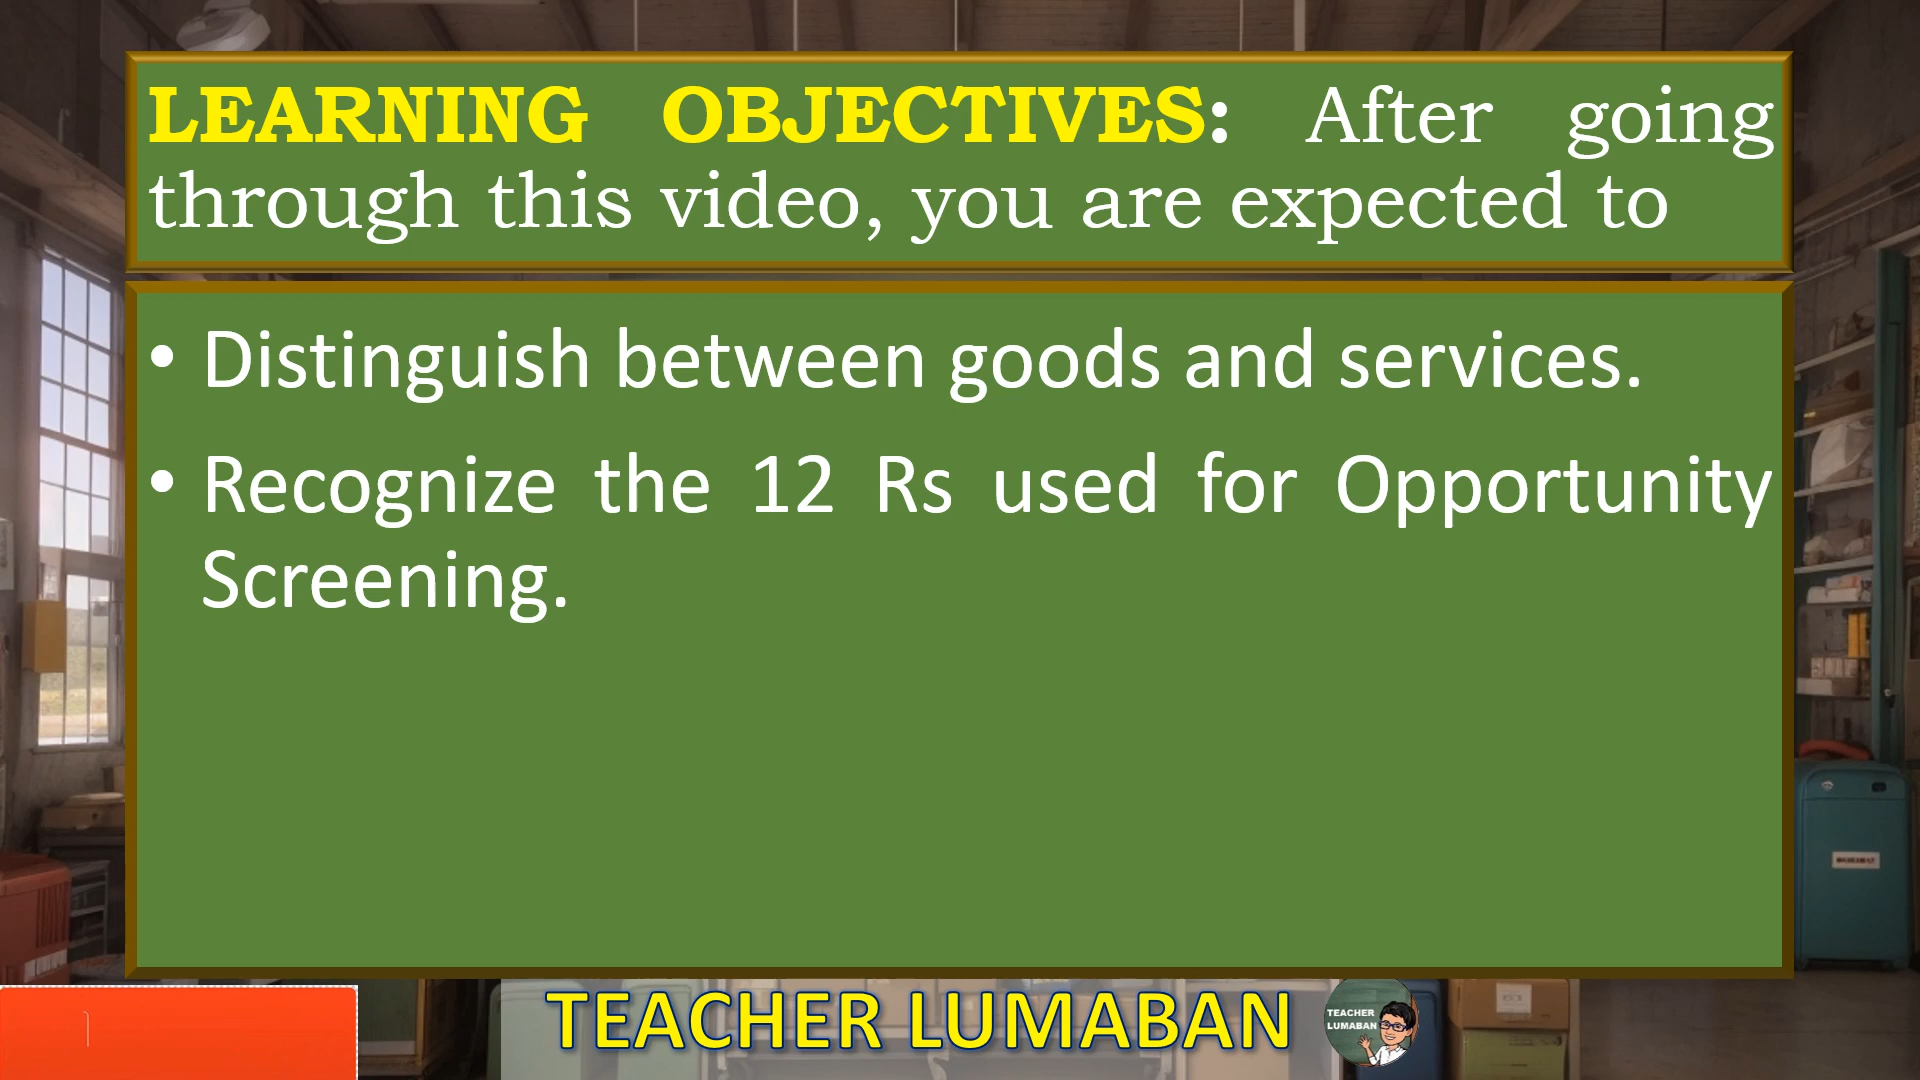 LEARNING OBJECTIVES: After going
through this video, you are expected to
• Distinguish between goods and services.
• Recognize the 12 Rs used for Opportunity
Screening.
TEACHER LUMABAN
TEACHER
LUMABAN